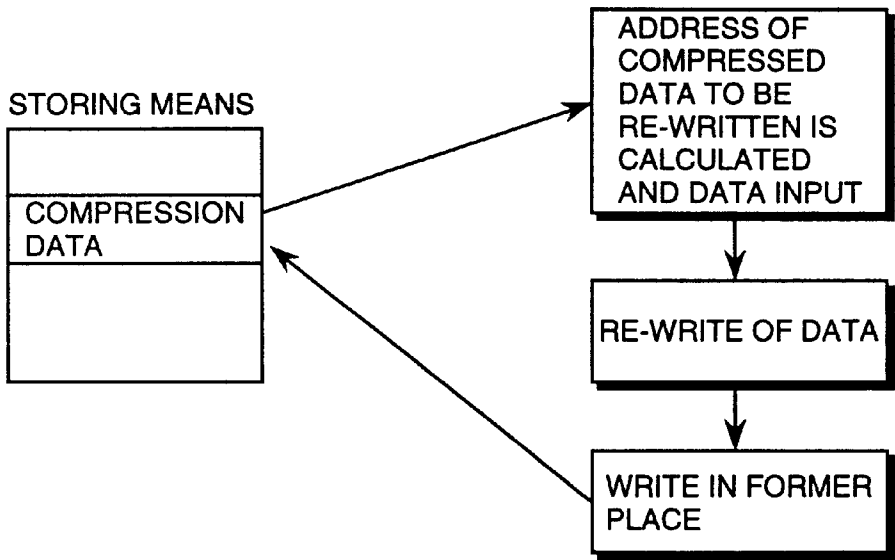 STORING MEANS
COMPRESSION
DATA
ADDRESS OF
COMPRESSED
DATA TO BE
RE-WRITTEN IS
CALCULATED
AND DATA INPUT
RE-WRITE OF DATA
WRITE IN FORMER
PLACE